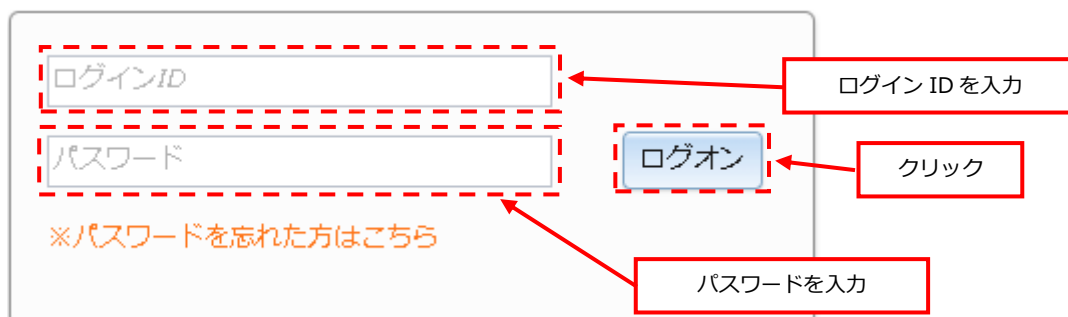 ログインID
ログイン ID を入力
パスワード
ログオン
クリック
※パスワードを忘れた方はこちら
パスワードを入力